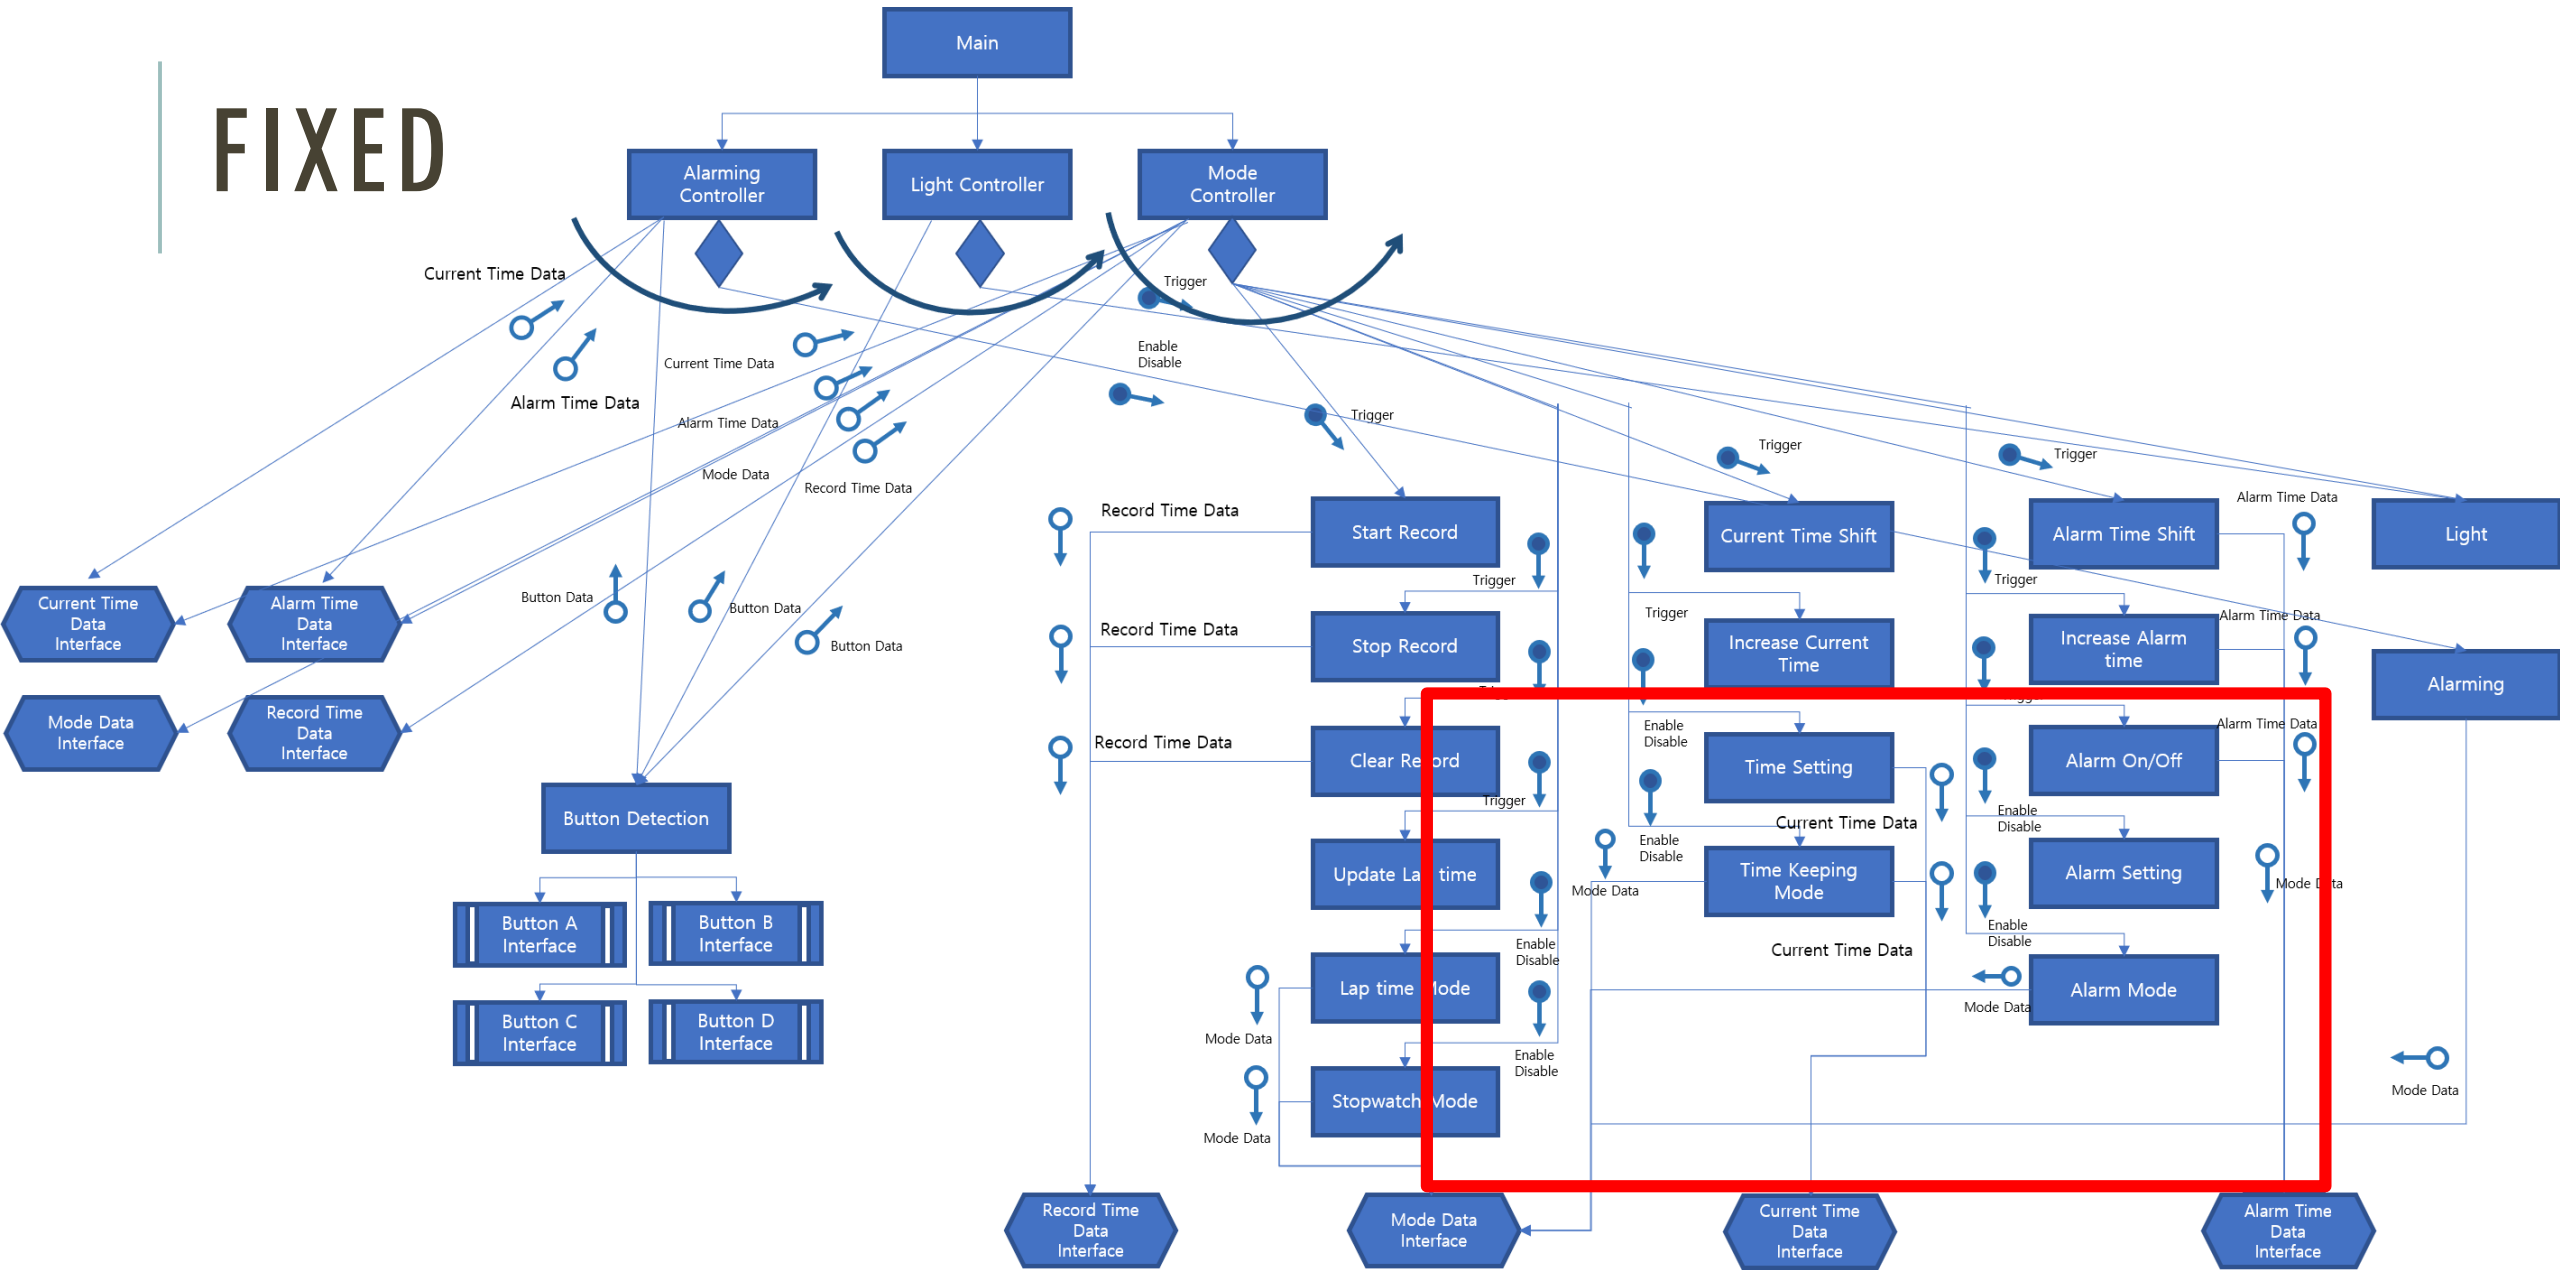 Main
FIXED
Alarming
Controller
Light Controller
Mode
Controller
Current Time Data
Trigger
Enable
Disable
Current Time Data
Alarm Time Data
Alarm Time Data
Trigger
Mode Data
Record Time Data
Trigger
Trigger
Alarm Time Data
Record Time Data
Start Record
Current Time Shift
Alarm Time Shift
Light
Trigger
Trigger
Current Time
Data
Interface
Alarm Time
Data
Interface
Button Data
Button Data
Button Data
Record Time Data
Stop Record
Trigger
Increase Current
Time
Increase Alarm
time
Alarm Time Data
Alarming
Mode Data
Interface
Record Time
Data
Interface
Record Time Data
Clear Record
Enable
Disable
Time Setting
Alarm On/Off
Alarm Time Data
Button Detection
Trigger
Current Time Data
Enable
Disable
Update Lap time
Enable
Disable
Mode Data
Time Keeping
Mode
Alarm Setting
Mode Data
Button A
Interface
Button B
Interface
Enable
Disable
Current Time Data
Enable
Disable
Lap time Mode
Alarm Mode
Mode Data
Button C
Interface
Button D
Interface
Mode Data
Enable
Disable
Mode Data
Stopwatch Mode
Mode Data
Record Time
Data
Interface
Mode Data
Interface
Current Time
Data
Interface
Alarm Time
Data
Interface